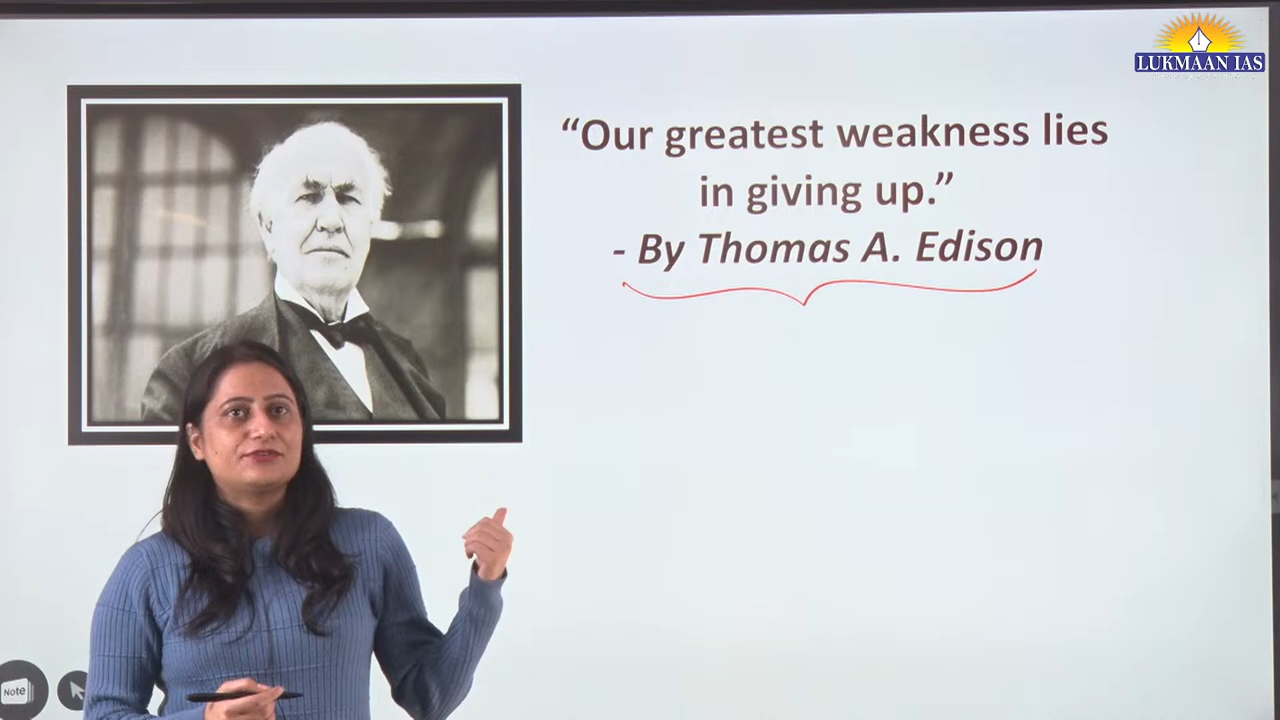 LUKMAAN IAS
“Our greatest weakness lies
in giving up.”
- By Thomas A. Edison
Note